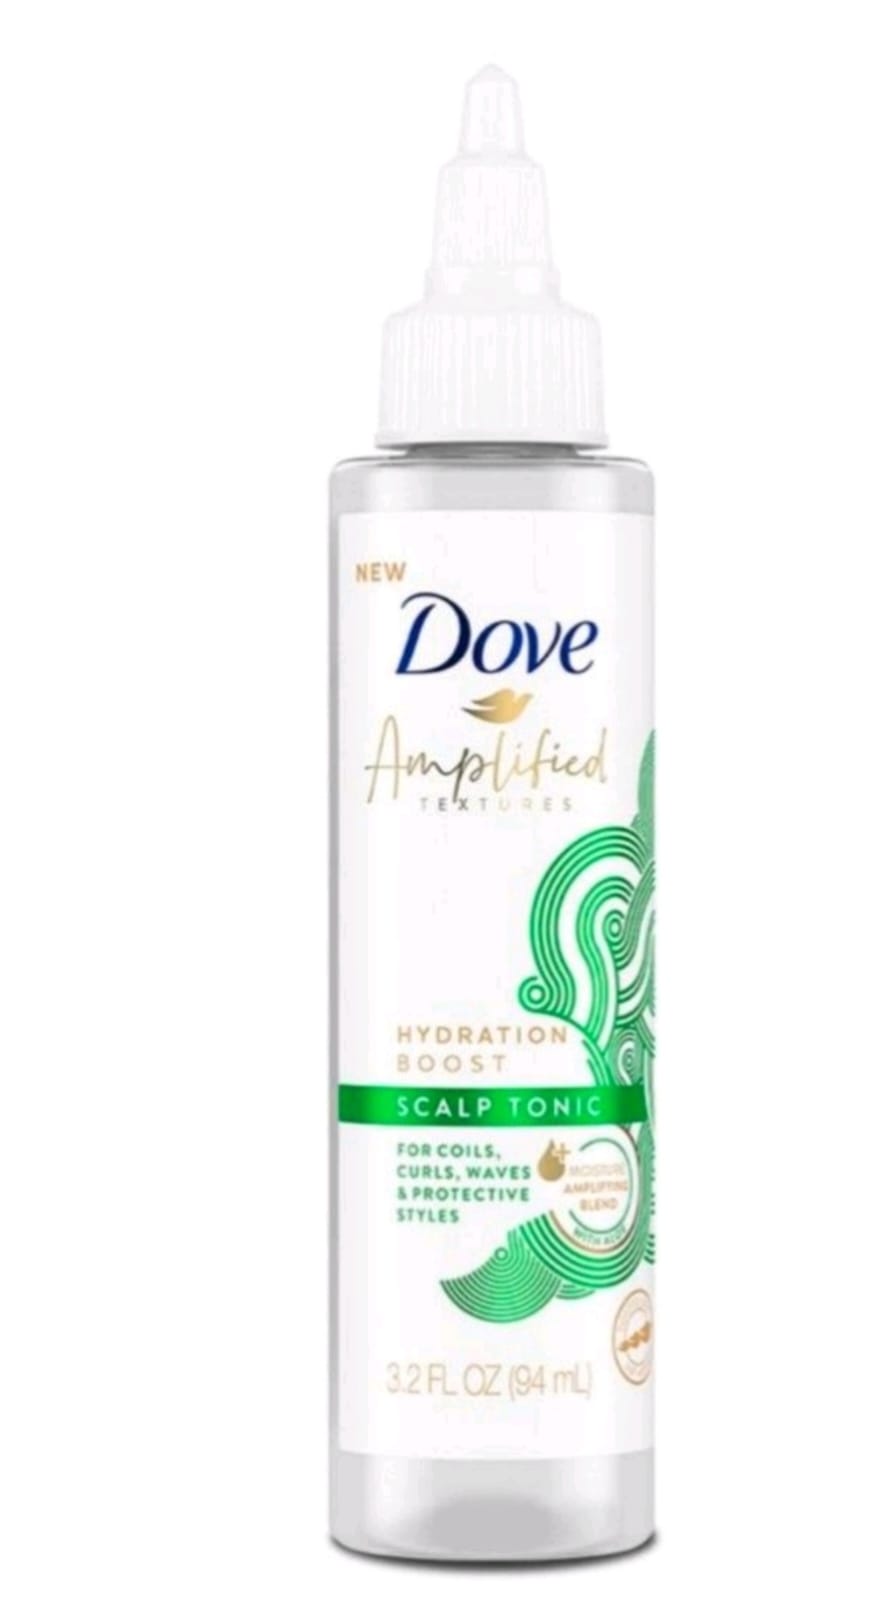 NEW
Dove
Amplified
TEXTURES
HYDRATION
BOOST
SCALP TONIC
FOR COILS,
CURLS, WAVES
& PROTECTIVE
STYLES
MOISTURE
AMPLIFYING
BLEND
WITH
3.2 FL OZ (94 mL)